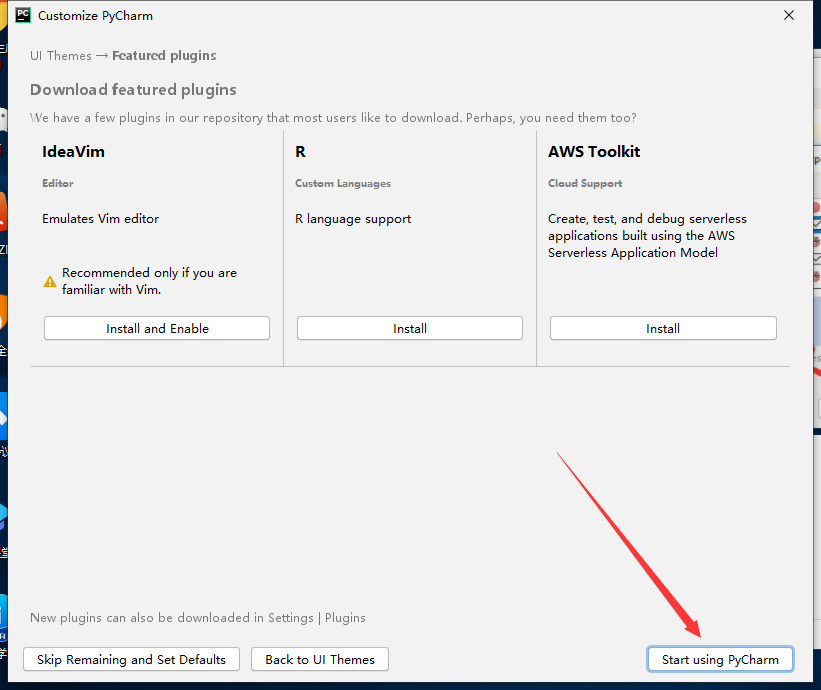 Customize PyCharm
UI Themes → Featured plugins
Download featured plugins
We have a few plugins in our repository that most users like to download. Perhaps, you need them too?
IdeaVim
Editor
Emulates Vim editor
Recommended only if you are
familiar with Vim.
Install and Enable
R
Custom Languages
R language support
Install
AWS Toolkit
Cloud Support
Create, test, and debug serverless
applications built using the AWS
Serverless Application Model
Install
New plugins can also be downloaded in Settings | Plugins
Skip Remaining and Set Defaults
Back to UI Themes
Start using PyCharm